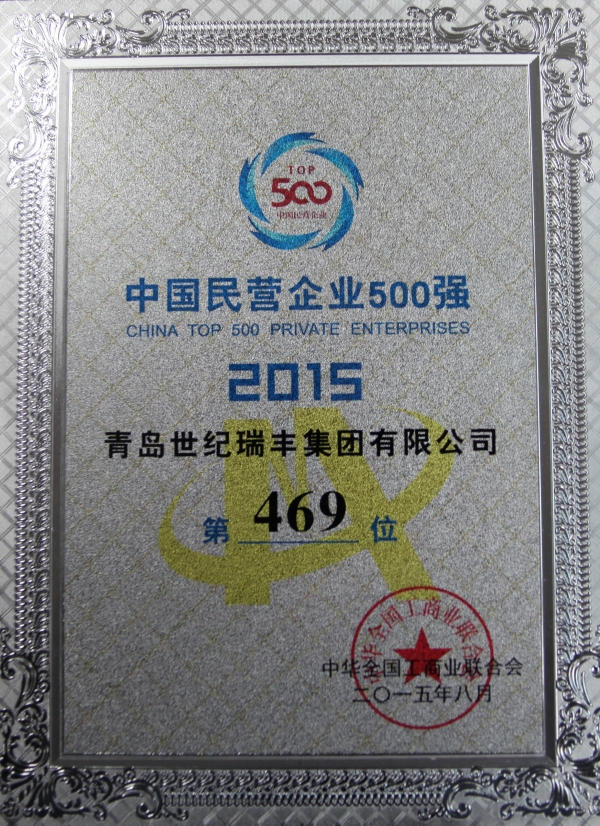 TOP
500
中国民营企业
中国民营企业500强
CHINA TOP 500 PRIVATE ENTERPRISES
2015
青岛世纪瑞丰集团有限公司
第 469 位
中华全国工商业联合会
中华全国工商业联合会
二〇一五年八月